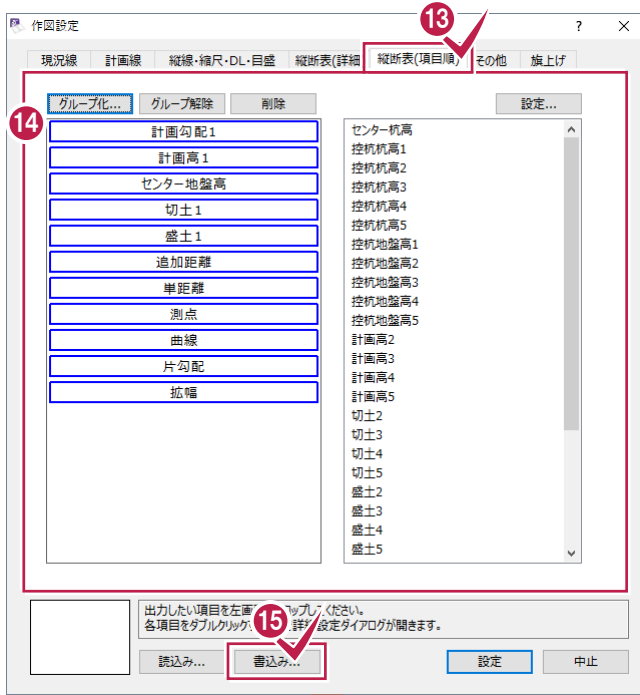 作図設定
?
13
現況線 計画線 縦線・縮尺・DL・目盛 縦断表(詳細 縦断表(項目順) その他 旗上げ
14
グループ化... グループ解除 削除
設定...
計画勾配1
計画高1
センター地盤高
切土1
盛土1
追加距離
単距離
測点
曲線
片勾配
拡幅
センター杭高
控杭杭高1
控杭杭高2
控杭杭高3
控杭杭高4
控杭杭高5
控杭地盤高1
控杭地盤高2
控杭地盤高3
控杭地盤高4
控杭地盤高5
計画高2
計画高3
計画高4
計画高5
切土2
切土3
切土4
切土5
盛土2
盛土3
盛土4
盛土5
出力したい項目を左画 ップしてください。
各項目をダブルクリック 詳細設定ダイアログが開きます。
15
読込み... 書込み... 設定 中止